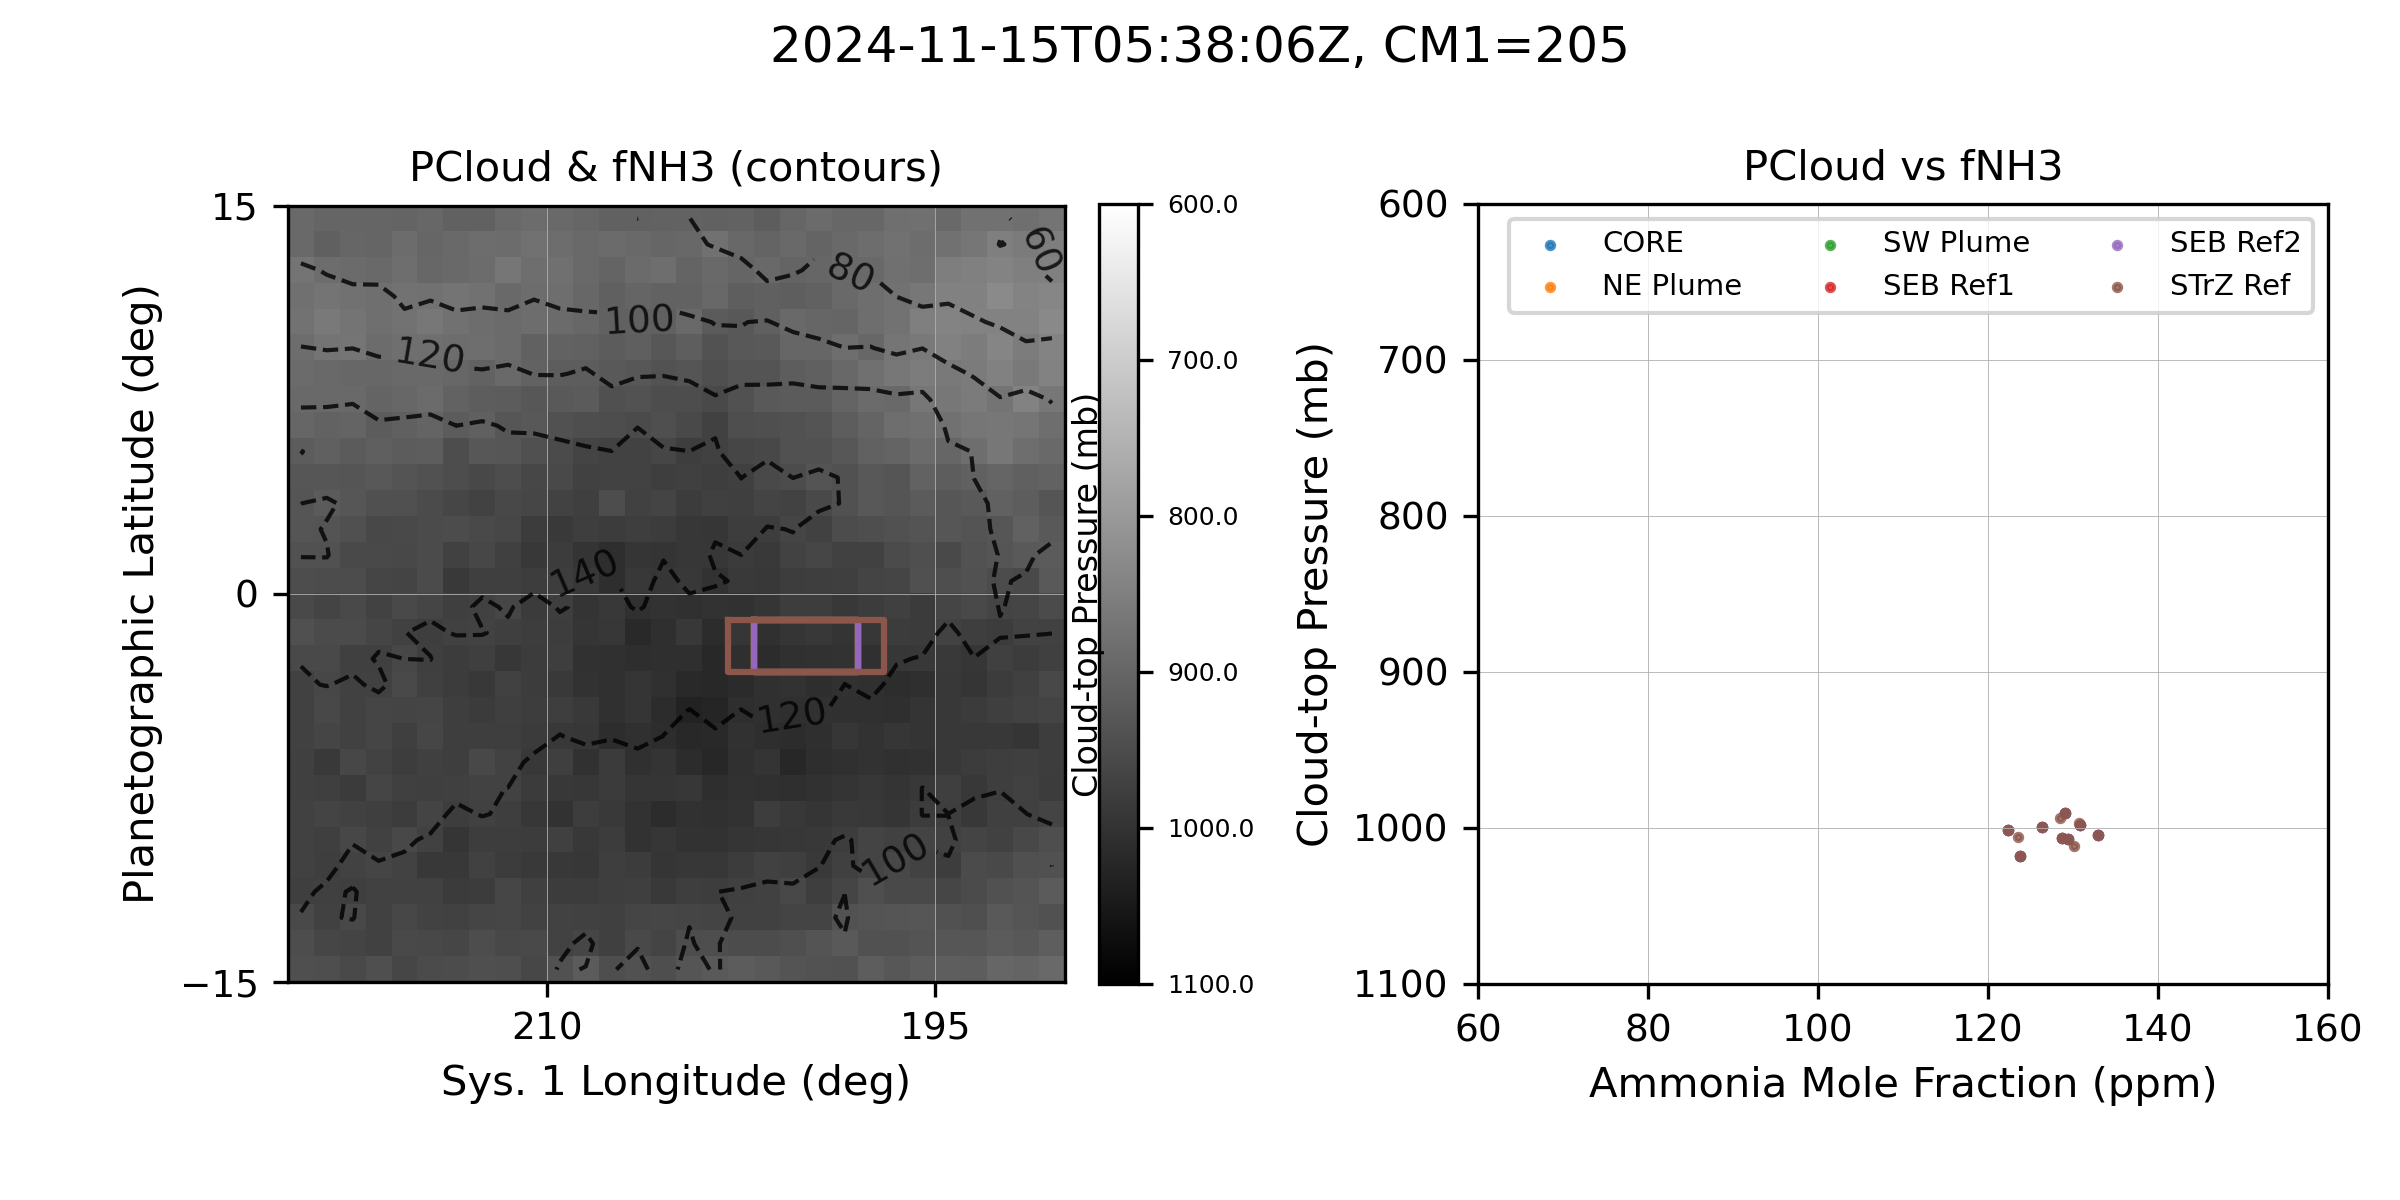 2024-11-15T05:38:06Z, CM1=205
PCloud & fNH3 (contours)
15
0
−15
Planetographic Latitude (deg)
210
195
Sys. 1 Longitude (deg)
60
80
100
120
140
120
100
600.0
700.0
800.0
900.0
1000.0
1100.0
Cloud-top Pressure (mb)
PCloud vs fNH3
CORE
NE Plume
SW Plume
SEB Ref1
SEB Ref2
STrZ Ref
600
700
800
900
1000
1100
Cloud-top Pressure (mb)
60
80
100
120
140
160
Ammonia Mole Fraction (ppm)